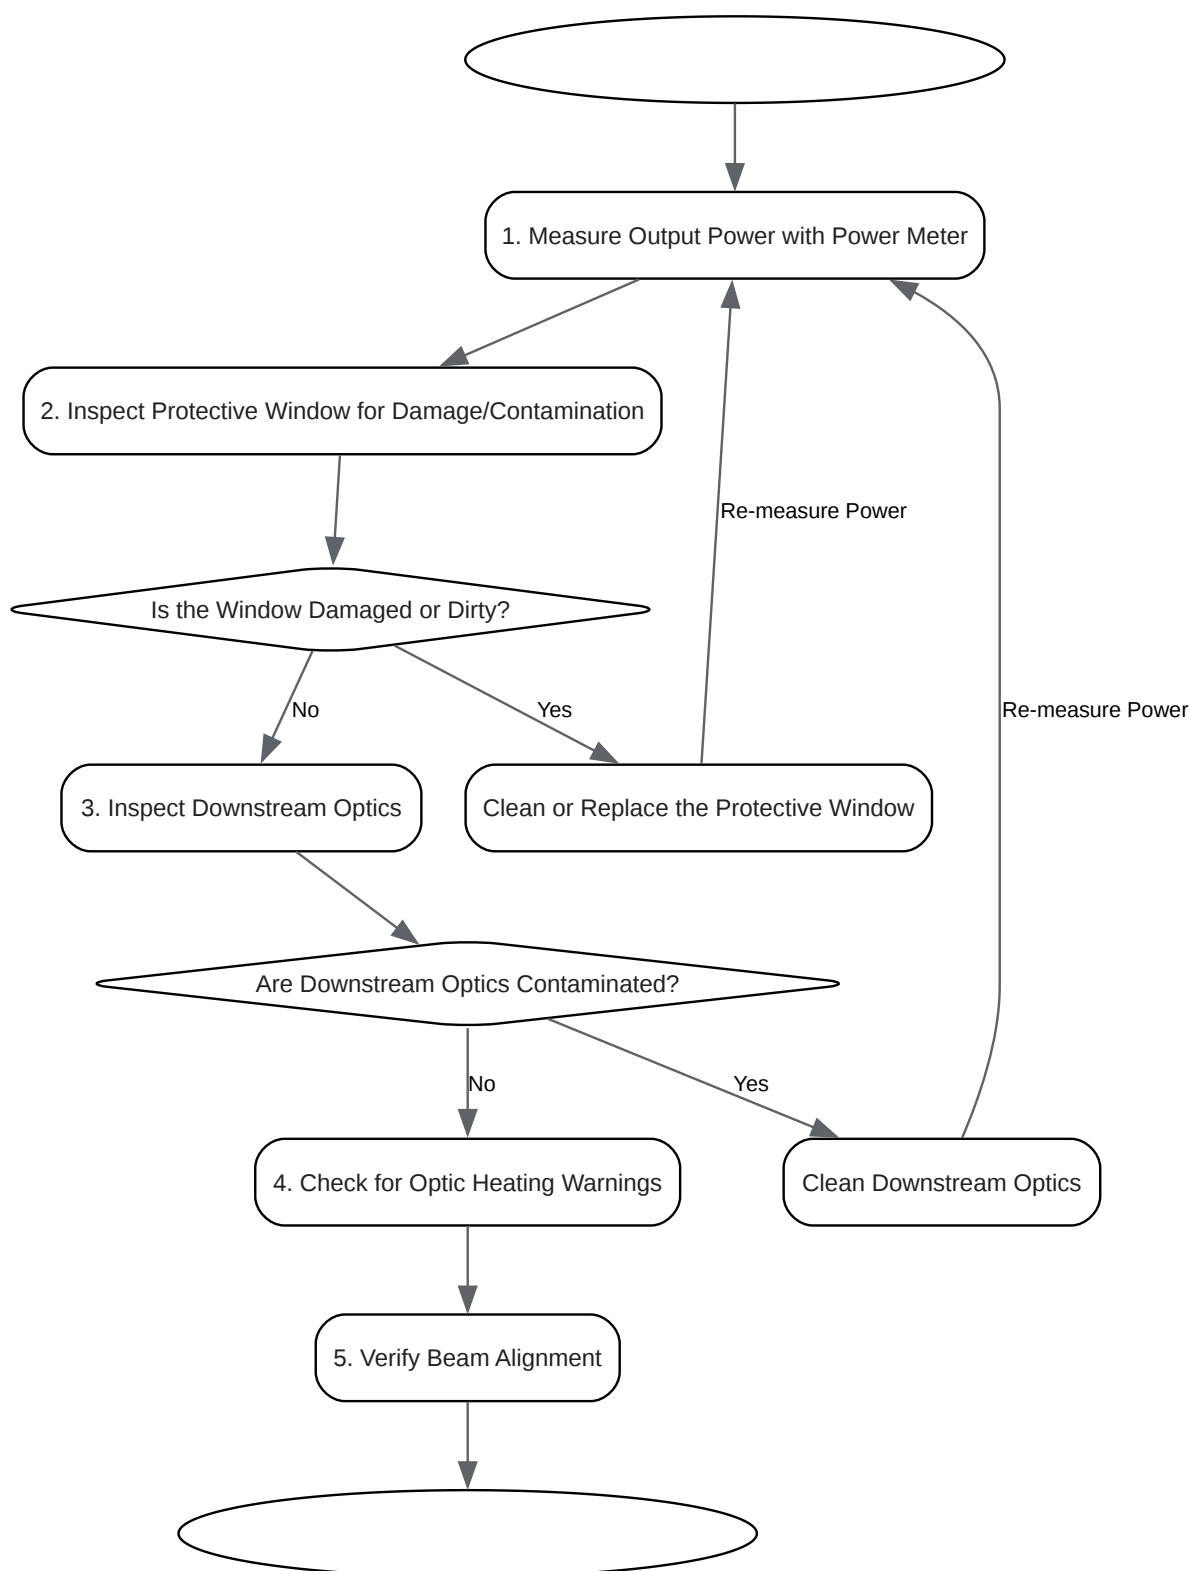 1. Measure Output Power with Power Meter
2. Inspect Protective Window for Damage/Contamination
Re-measure Power
Is the Window Damaged or Dirty?
No
Yes
Re-measure Power
3. Inspect Downstream Optics
Clean or Replace the Protective Window
Are Downstream Optics Contaminated?
No
Yes
4. Check for Optic Heating Warnings
Clean Downstream Optics
5. Verify Beam Alignment